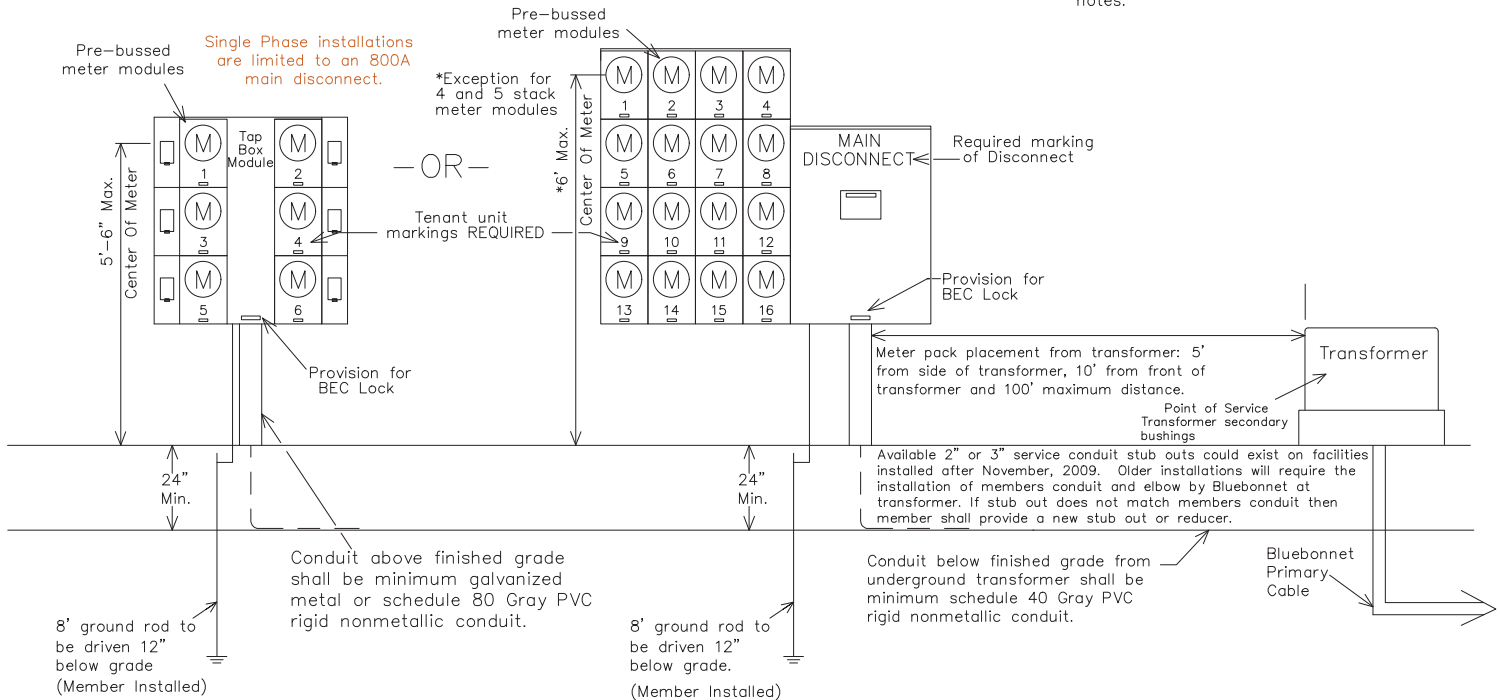 notes.
Pre-bussed
meter modules
Single Phase installations
are limited to an 800A
main disconnect.
Pre-bussed
meter modules
*Exception for
4 and 5 stack
meter modules
M
M
Tap
Box
Module
1
2
M
M
3
4
M
M
5
6
5'-6" Max.
Center Of Meter
-OR-
Tenant unit
markings REQUIRED
*6' Max.
Center Of Meter
M M M M
1 2 3 4
M M M M
5 6 7 8
M M M M
9 10 11 12
M M M M
13 14 15 16
MAIN
DISCONNECT
Required marking
of Disconnect
Provision for
BEC Lock
Provision for
BEC Lock
Meter pack placement from transformer: 5'
from side of transformer, 10' from front of
transformer and 100' maximum distance.
Transformer
Point of Service
Transformer secondary
bushings
24"
Min.
24"
Min.
Available 2" or 3" service conduit stub outs could exist on facilities
installed after November, 2009. Older installations will require the
installation of members conduit and elbow by Bluebonnet at
transformer. If stub out does not match members conduit then
member shall provide a new stub out or reducer.
Conduit above finished grade
shall be minimum galvanized
metal or schedule 80 Gray PVC
rigid nonmetallic conduit.
Conduit below finished grade from
underground transformer shall be
minimum schedule 40 Gray PVC
rigid nonmetallic conduit.
Bluebonnet
Primary
Cable
8' ground rod to
be driven 12"
below grade
(Member Installed)
8' ground rod to
be driven 12"
below grade.
(Member Installed)